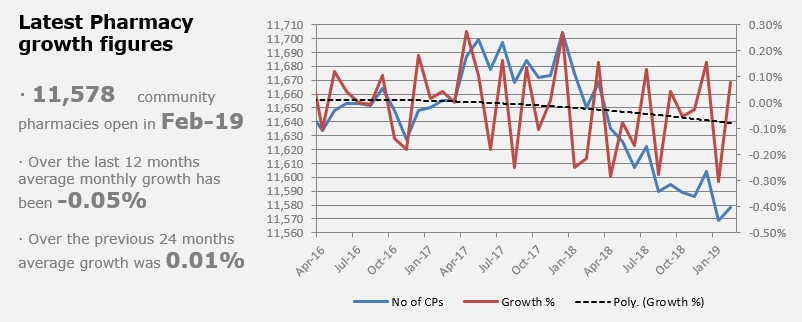 Latest Pharmacy
growth figures
· 11,578 community
pharmacies open in Feb-19
· Over the last 12 months
average monthly growth has
been -0.05%
· Over the previous 24 months
average growth was 0.01%
11,710
11,700
11,690
11,680
11,670
11,660
11,650
11,640
11,630
11,620
11,610
11,600
11,590
11,580
11,570
11,560
0.30%
0.20%
0.10%
0.00%
-0.10%
-0.20%
-0.30%
-0.40%
-0.50%
Apr-16
Jul-16
Oct-16
Jan-17
Apr-17
Jul-17
Oct-17
Jan-18
Apr-18
Jul-18
Oct-18
Jan-19
No of CPs
Growth %
Poly. (Growth %)